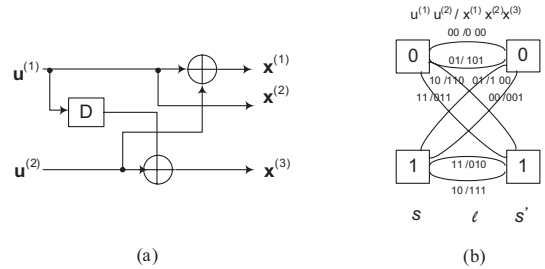 u(1) u(2) / x(1) x(2)x(3)
00 /0 00
0
0
01/ 101
10 /110
01 /1 00
11 /011
00 /001
u(1)
x(1)
x(2)
D
u(2)
x(3)
1
1
11 /010
10 /111
s
ℓ
s'
(a)
(b)